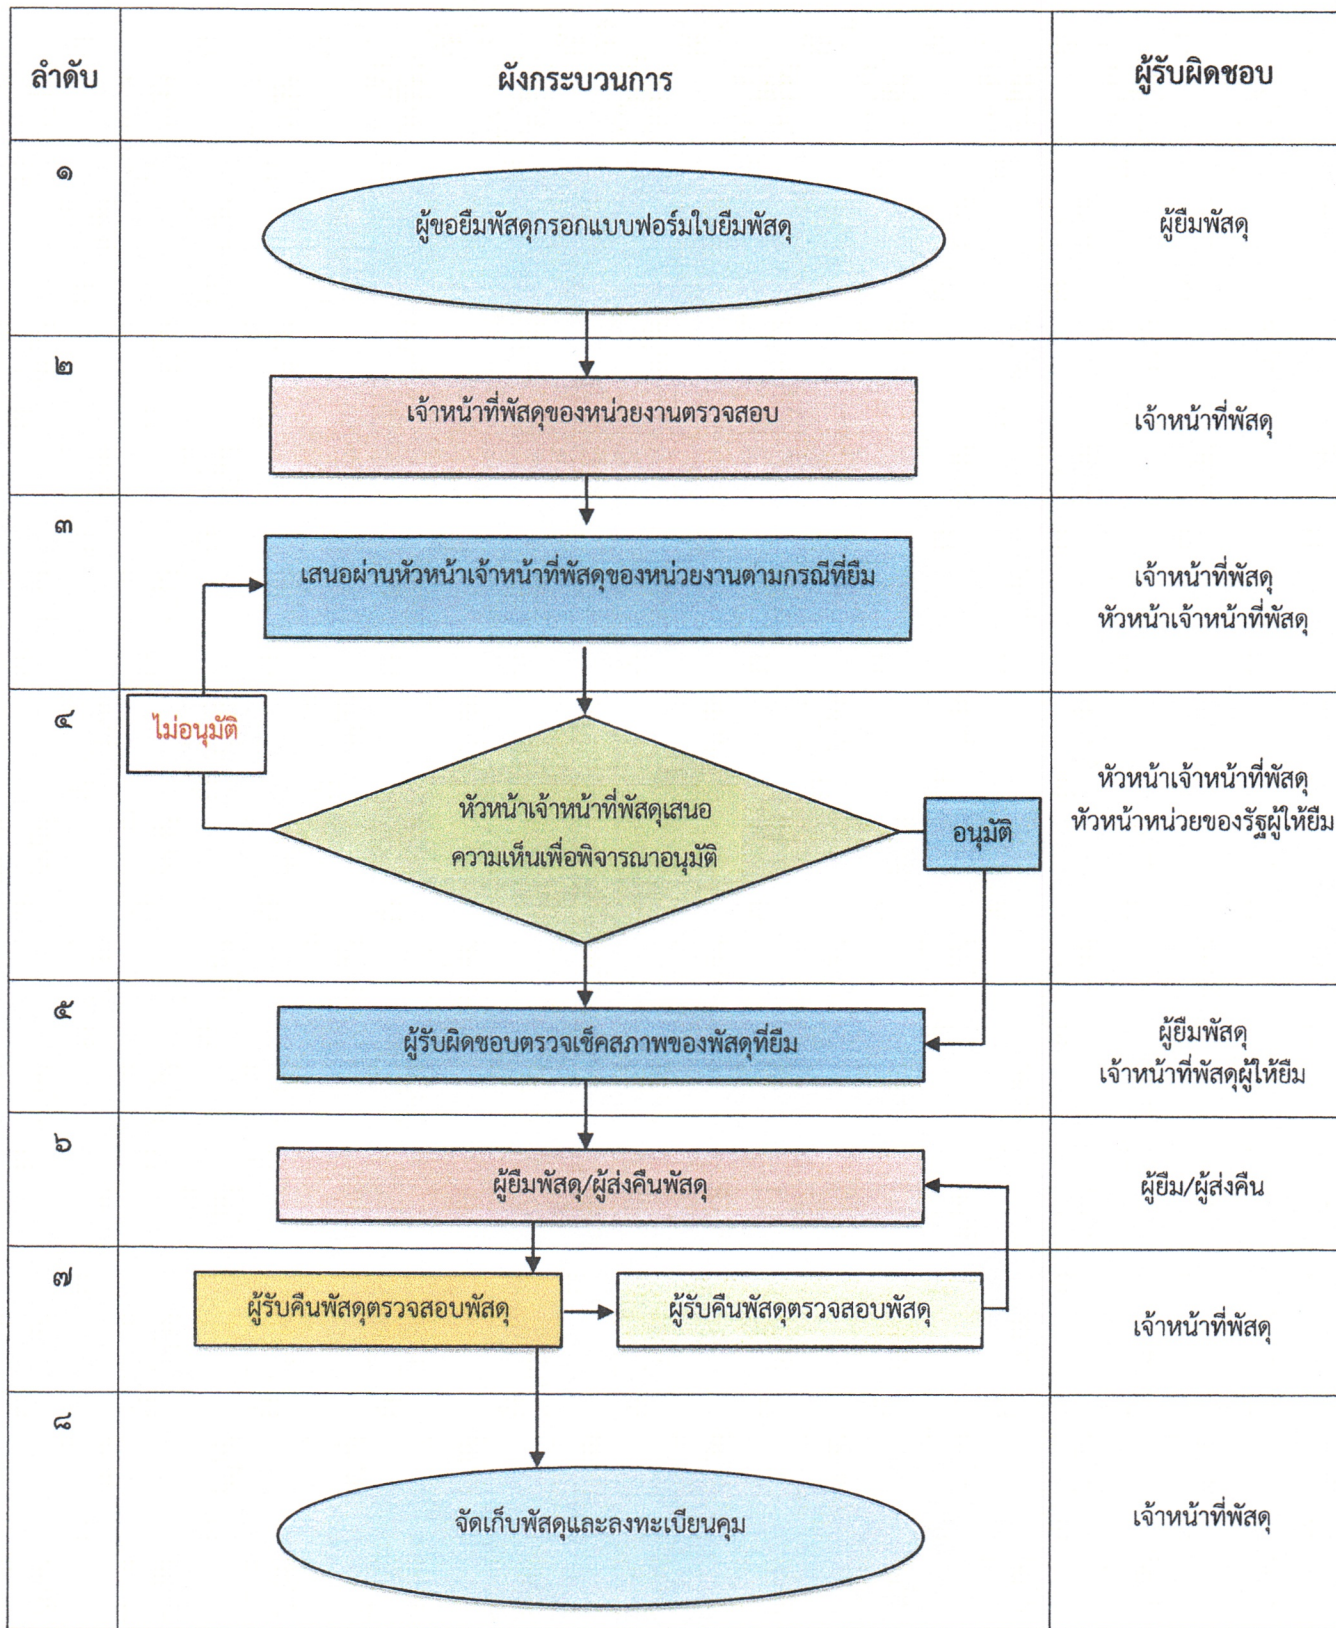 ลำดับ
ผังกระบวนการ
ผู้รับผิดชอบ
๑
ผู้ขอยืมพัสดุกรอกแบบฟอร์มใบยืมพัสดุ
ผู้ยืมพัสดุ
๒
เจ้าหน้าที่พัสดุของหน่วยงานตรวจสอบ
เจ้าหน้าที่พัสดุ
๓
เสนอผ่านหัวหน้าเจ้าหน้าที่พัสดุของหน่วยงานตามกรณีที่ยืม
เจ้าหน้าที่พัสดุ
หัวหน้าเจ้าหน้าที่พัสดุ
๔
ไม่อนุมัติ
หัวหน้าเจ้าหน้าที่พัสดุเสนอ
ความเห็นเพื่อพิจารณาอนุมัติ
อนุมัติ
หัวหน้าเจ้าหน้าที่พัสดุ
หัวหน้าหน่วยของรัฐผู้ให้ยืม
๕
ผู้รับผิดชอบตรวจเช็คสภาพของพัสดุที่ยืม
ผู้ยืมพัสดุ
เจ้าหน้าที่พัสดุผู้ให้ยืม
๖
ผู้ยืมพัสดุ/ผู้ส่งคืนพัสดุ
ผู้ยืม/ผู้ส่งคืน
๗
ผู้รับคืนพัสดุตรวจสอบพัสดุ
ผู้รับคืนพัสดุตรวจสอบพัสดุ
เจ้าหน้าที่พัสดุ
๘
จัดเก็บพัสดุและลงทะเบียนคุม
เจ้าหน้าที่พัสดุ